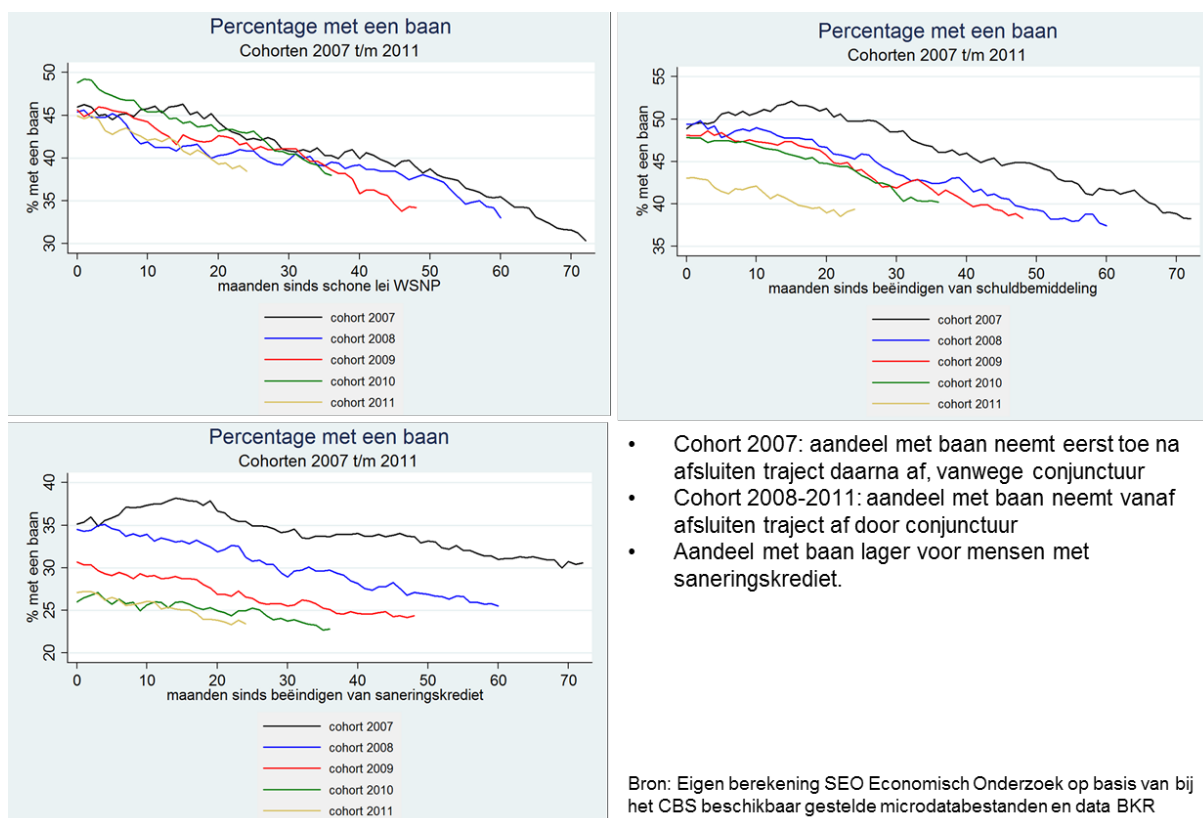 Percentage met een baan
Cohorten 2007 t/m 2011
% met een baan
50
45
40
35
30
0 10 20 30 40 50 60 70
maanden sinds schone lei WSNP
cohort 2007
cohort 2008
cohort 2009
cohort 2010
cohort 2011
Percentage met een baan
Cohorten 2007 t/m 2011
% met een baan
55
50
45
40
35
0 10 20 30 40 50 60 70
maanden sinds beëindigen van schuldbemiddeling
cohort 2007
cohort 2008
cohort 2009
cohort 2010
cohort 2011
Percentage met een baan
Cohorten 2007 t/m 2011
% met een baan
40
35
30
25
20
0 10 20 30 40 50 60 70
maanden sinds beëindigen van saneringskrediet
cohort 2007
cohort 2008
cohort 2009
cohort 2010
cohort 2011
• Cohort 2007: aandeel met baan neemt eerst toe na
afsluiten traject daarna af, vanwege conjunctuur
• Cohort 2008-2011: aandeel met baan neemt vanaf
afsluiten traject af door conjunctuur
• Aandeel met baan lager voor mensen met
saneringskrediet.
Bron: Eigen berekening SEO Economisch Onderzoek op basis van bij
het CBS beschikbaar gestelde microdatabestanden en data BKR